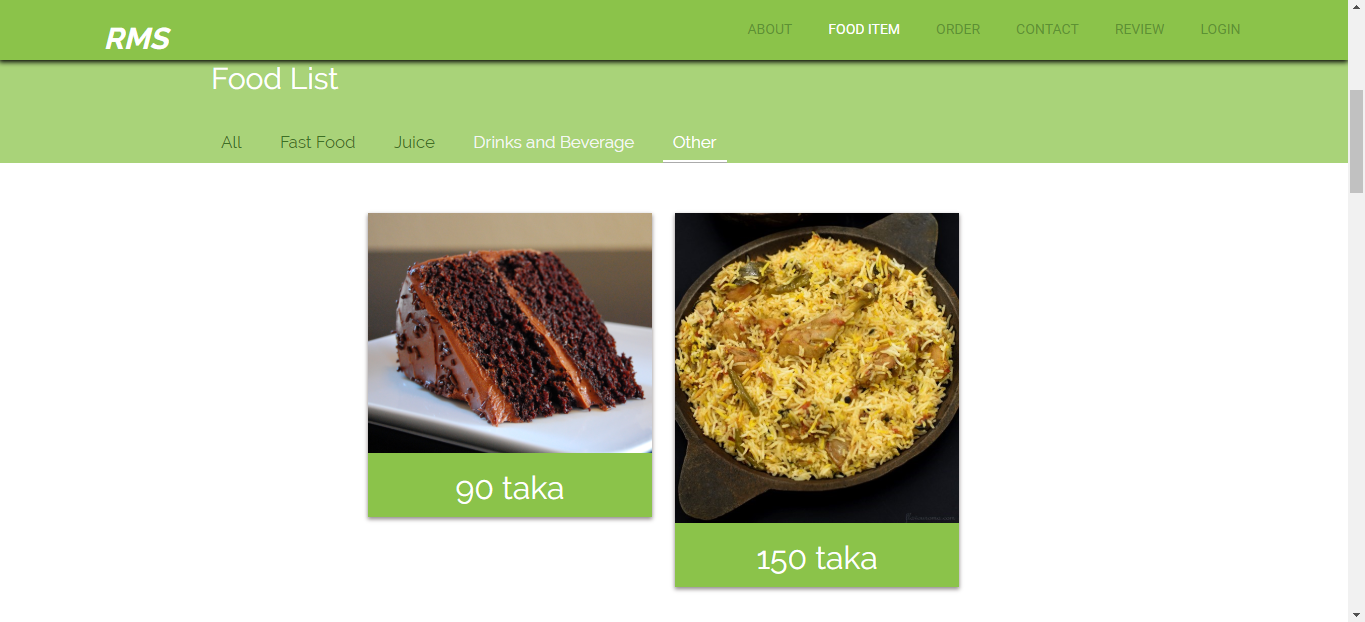 RMS
ABOUT FOOD ITEM ORDER CONTACT REVIEW LOGIN
Food List
All Fast Food Juice Drinks and Beverage Other
90 taka
150 taka